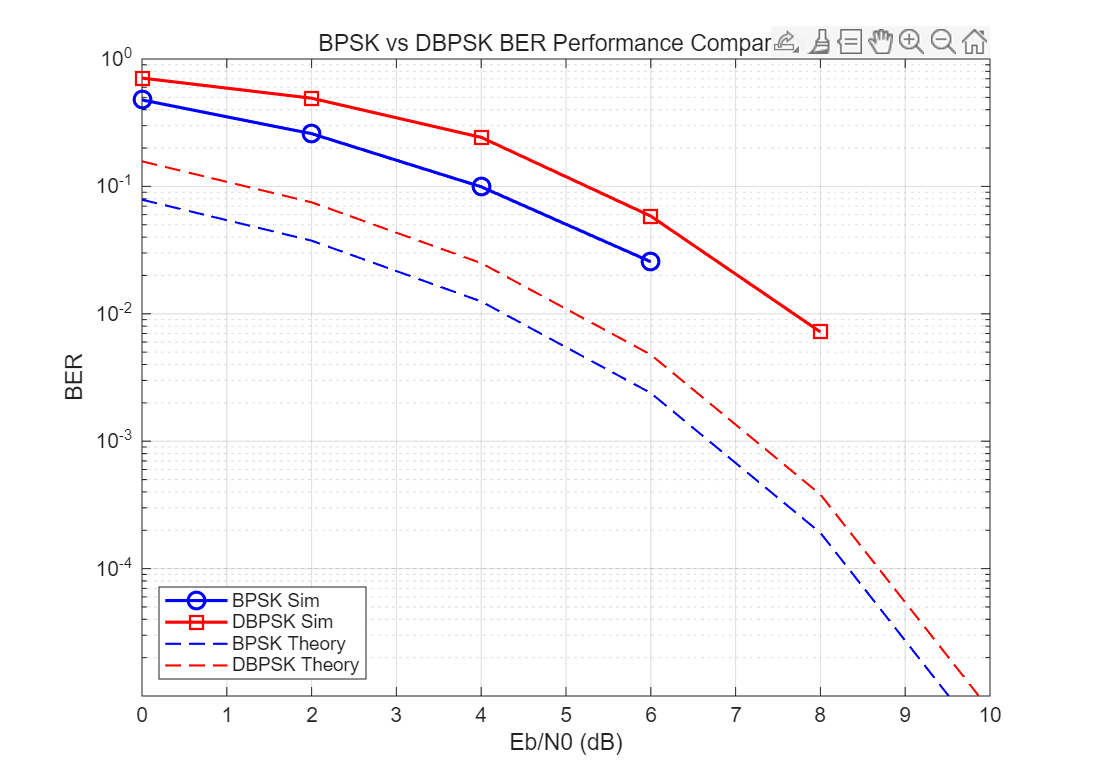 BPSK vs DBPSK BER Performance Compar
10^0
10^-1
10^-2
10^-3
10^-4
BER
BPSK Sim
DBPSK Sim
BPSK Theory
DBPSK Theory
0 1 2 3 4 5 6 7 8 9 10
Eb/N0 (dB)